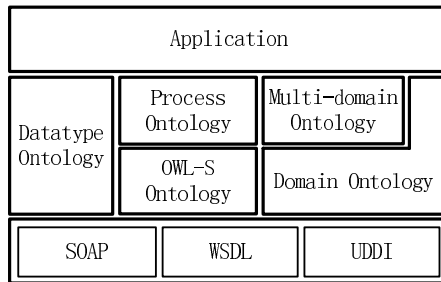 Application
Datatype
Ontology
Process
Ontology
Multi-domain
Ontology
OWL-S
Ontology
Domain Ontology
SOAP
WSDL
UDDI